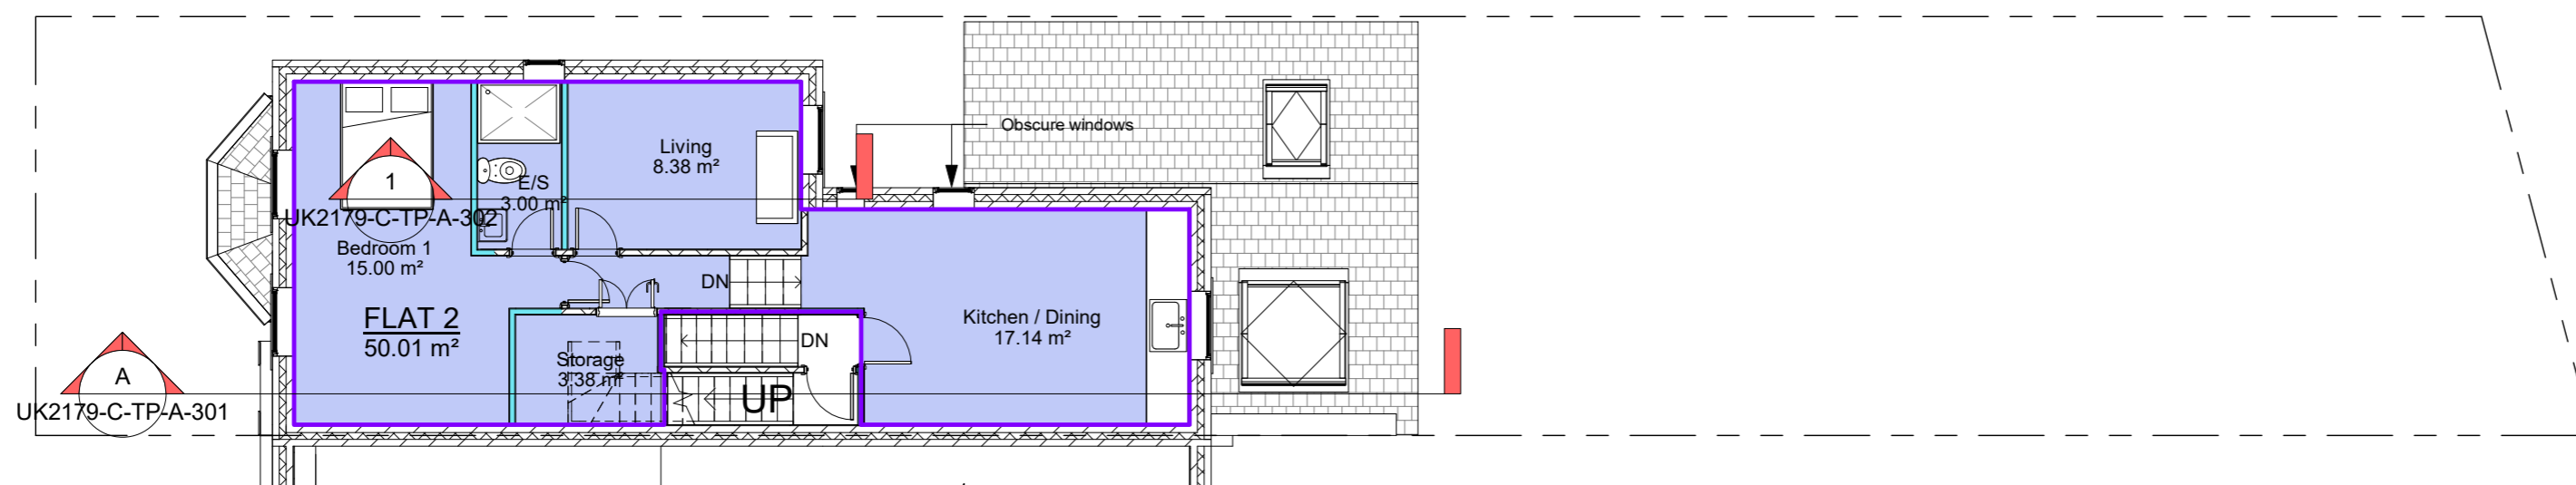 Obscure windows
Living
8.38 m²
1
E/S
3.00 m²
UK2179-C-TP-A-302
Bedroom 1
15.00 m²
DN
FLAT 2
50.01 m²
Kitchen / Dining
17.14 m²
DN
Storage
3.38 m²
A
UP
UK2179-C-TP-A-301